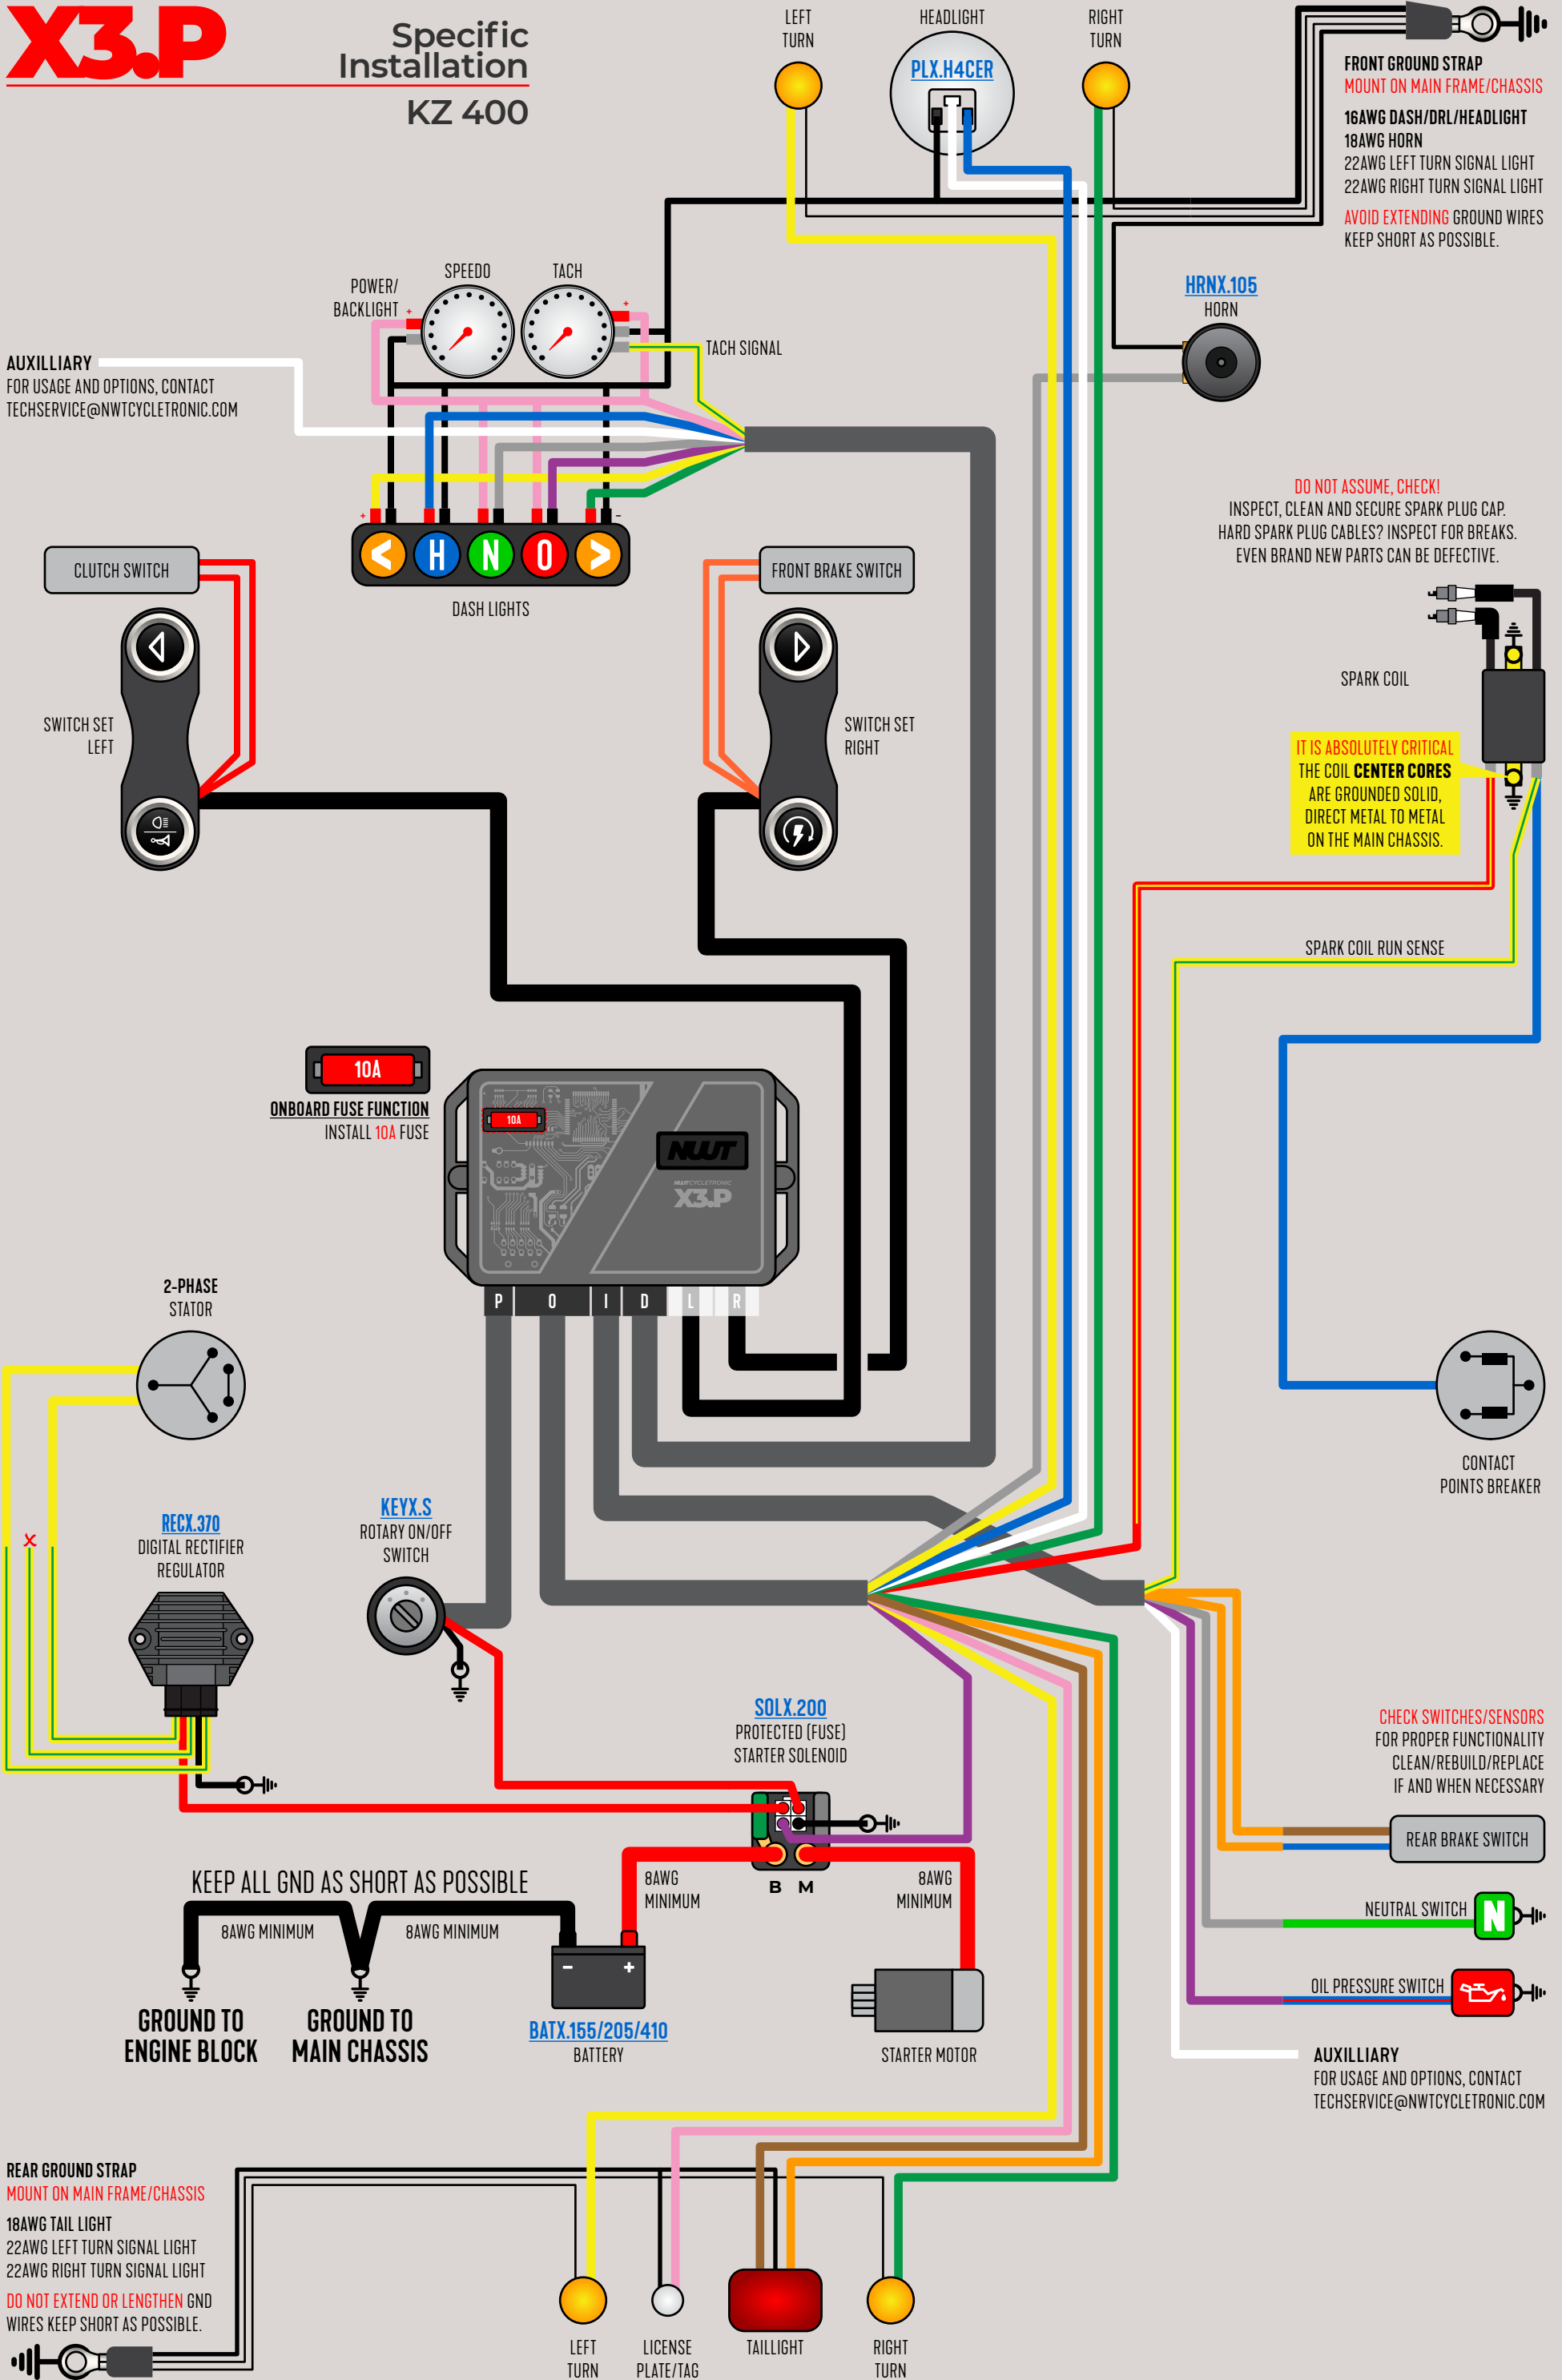 X3.P
Specific
Installation
KZ 400
LEFT
TURN
HEADLIGHT
PLX.H4CER
RIGHT
TURN
FRONT GROUND STRAP
MOUNT ON MAIN FRAME/CHASSIS
16AWG DASH/DRL/HEADLIGHT
18AWG HORN
22AWG LEFT TURN SIGNAL LIGHT
22AWG RIGHT TURN SIGNAL LIGHT
AVOID EXTENDING GROUND WIRES
KEEP SHORT AS POSSIBLE.
POWER/
BACKLIGHT
SPEEDO
TACH
+
+
TACH SIGNAL
HRNX.105
HORN
AUXILLIARY
FOR USAGE AND OPTIONS, CONTACT
TECHSERVICE@NWTCYCLETRONIC.COM
+
-
< H N O >
DASH LIGHTS
CLUTCH SWITCH
SWITCH SET
LEFT
FRONT BRAKE SWITCH
SWITCH SET
RIGHT
DO NOT ASSUME, CHECK!
INSPECT, CLEAN AND SECURE SPARK PLUG CAP.
HARD SPARK PLUG CABLES? INSPECT FOR BREAKS.
EVEN BRAND NEW PARTS CAN BE DEFECTIVE.
SPARK COIL
IT IS ABSOLUTELY CRITICAL
THE COIL CENTER CORES
ARE GROUNDED SOLID,
DIRECT METAL TO METAL
ON THE MAIN CHASSIS.
SPARK COIL RUN SENSE
10A
ONBOARD FUSE FUNCTION
INSTALL 10A FUSE
10A
NWT
NWT CYCLETRONIC
X3.P
P O I D L R
2-PHASE
STATOR
CONTACT
POINTS BREAKER
RECX.370
DIGITAL RECTIFIER
REGULATOR
X
KEYX.S
ROTARY ON/OFF
SWITCH
SOLX.200
PROTECTED (FUSE)
STARTER SOLENOID
B M
CHECK SWITCHES/SENSORS
FOR PROPER FUNCTIONALITY
CLEAN/REBUILD/REPLACE
IF AND WHEN NECESSARY
REAR BRAKE SWITCH
NEUTRAL SWITCH
N
OIL PRESSURE SWITCH
KEEP ALL GND AS SHORT AS POSSIBLE
8AWG MINIMUM
8AWG MINIMUM
8AWG
MINIMUM
8AWG
MINIMUM
GROUND TO
ENGINE BLOCK
GROUND TO
MAIN CHASSIS
- +
BATX.155/205/410
BATTERY
STARTER MOTOR
AUXILLIARY
FOR USAGE AND OPTIONS, CONTACT
TECHSERVICE@NWTCYCLETRONIC.COM
REAR GROUND STRAP
MOUNT ON MAIN FRAME/CHASSIS
18AWG TAIL LIGHT
22AWG LEFT TURN SIGNAL LIGHT
22AWG RIGHT TURN SIGNAL LIGHT
DO NOT EXTEND OR LENGTHEN GND
WIRES KEEP SHORT AS POSSIBLE.
LEFT
TURN
LICENSE
PLATE/TAG
TAILLIGHT
RIGHT
TURN